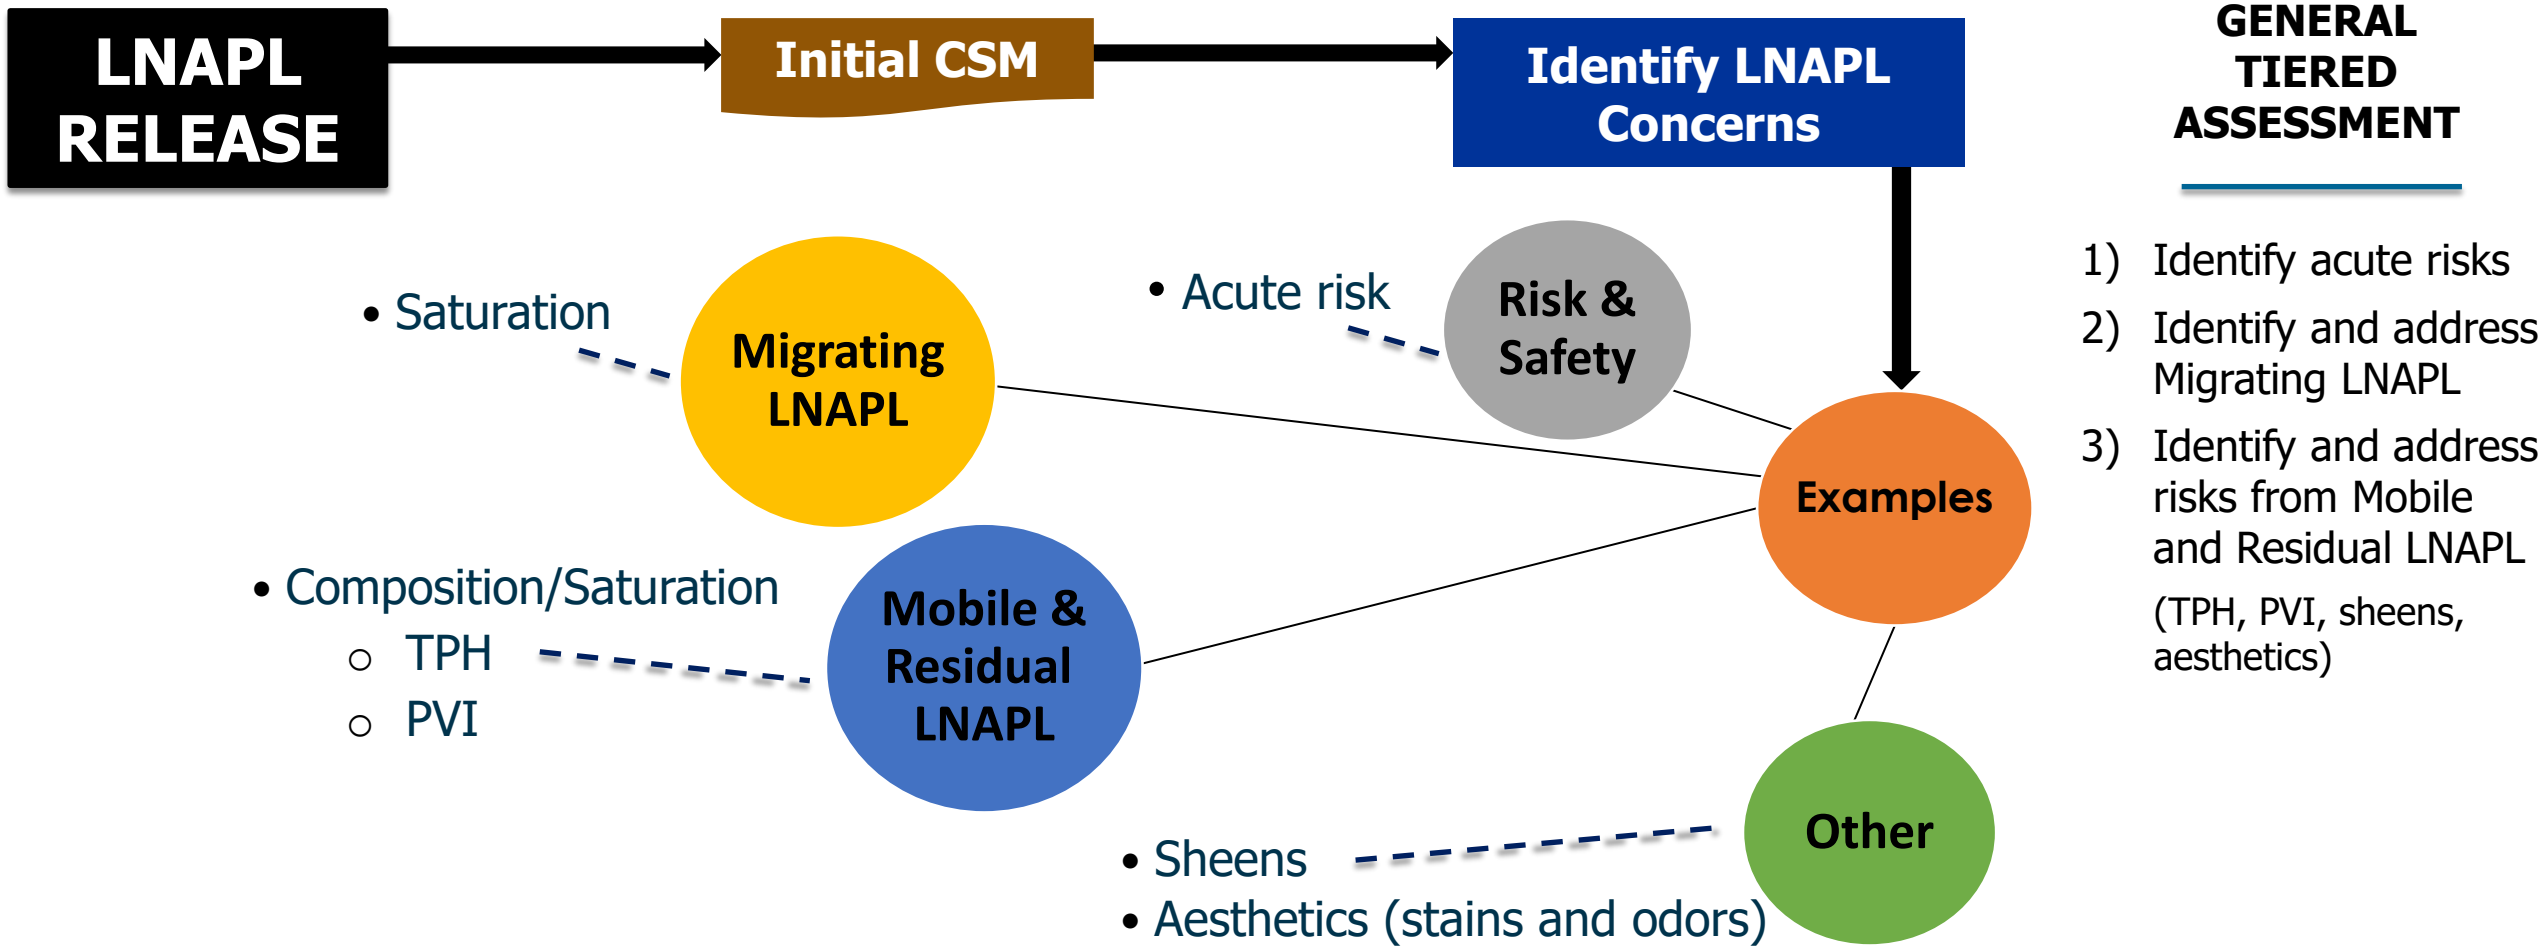 LNAPL
RELEASE
Initial CSM
Identify LNAPL
Concerns
GENERAL
TIERED
ASSESSMENT
• Saturation
Migrating
LNAPL
• Acute risk
Risk &
Safety
Examples
• Composition/Saturation
○ TPH
○ PVI
Mobile &
Residual
LNAPL
Other
• Sheens
• Aesthetics (stains and odors)
1) Identify acute risks
2) Identify and address
Migrating LNAPL
3) Identify and address
risks from Mobile
and Residual LNAPL
(TPH, PVI, sheens,
aesthetics)